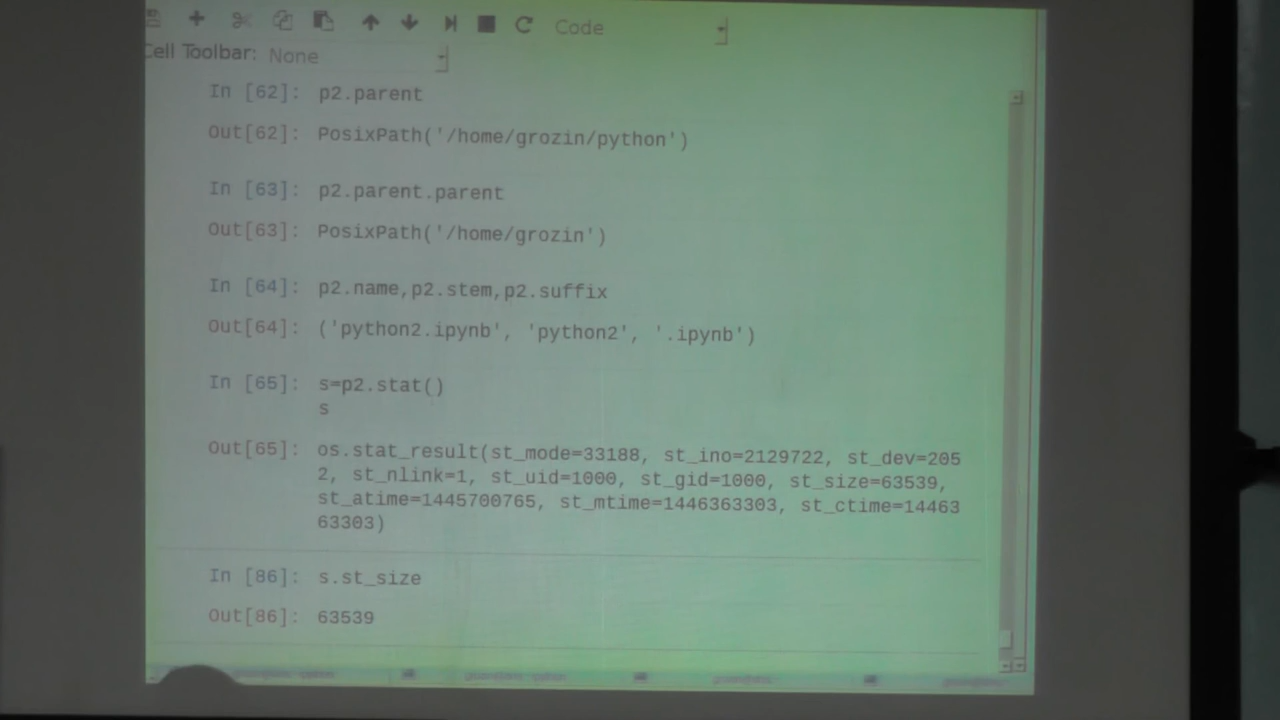 Code
Cell Toolbar: None
In [62]: p2.parent
Out[62]: PosixPath('/home/grozin/python')
In [63]: p2.parent.parent
Out[63]: PosixPath('/home/grozin')
In [64]: p2.name,p2.stem,p2.suffix
Out[64]: ('python2.ipynb', 'python2', '.ipynb')
In [65]: s=p2.stat()
s
Out[65]: os.stat_result(st_mode=33188, st_ino=2129722, st_dev=205
2, st_nlink=1, st_uid=1000, st_gid=1000, st_size=63539,
st_atime=1445700765, st_mtime=1446363303, st_ctime=14463
63303)
In [86]: s.st_size
Out[86]: 63539